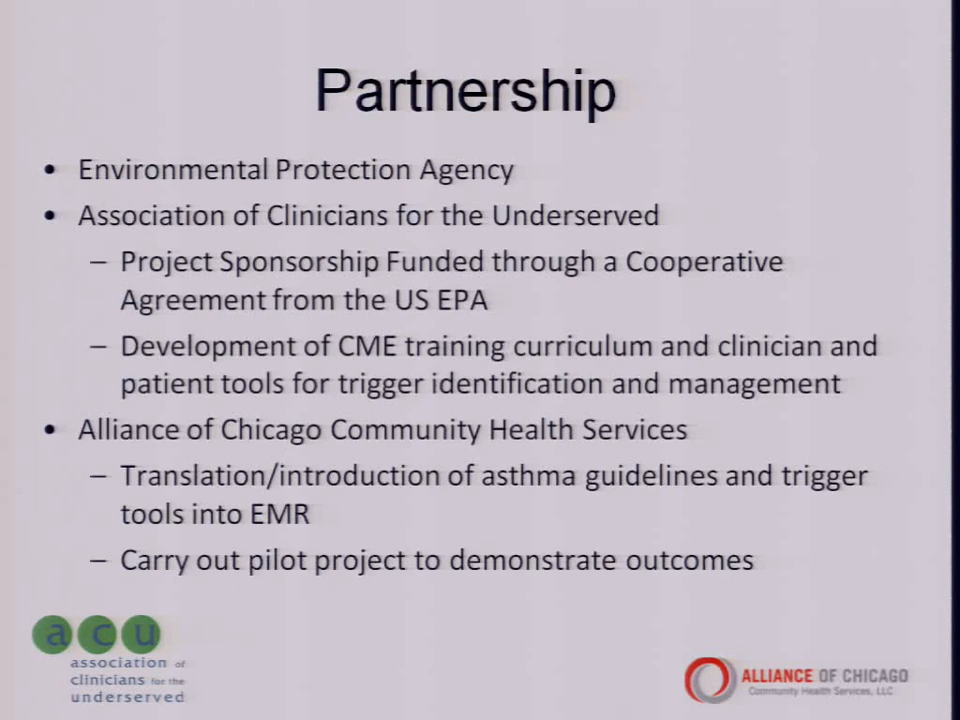 Partnership
• Environmental Protection Agency
• Association of Clinicians for the Underserved
– Project Sponsorship Funded through a Cooperative
Agreement from the US EPA
– Development of CME training curriculum and clinician and
patient tools for trigger identification and management
• Alliance of Chicago Community Health Services
– Translation/introduction of asthma guidelines and trigger
tools into EMR
– Carry out pilot project to demonstrate outcomes
acu
association of
clinicians for the
underserved
ALLIANCE OF CHICAGO
Community Health Services, LLC